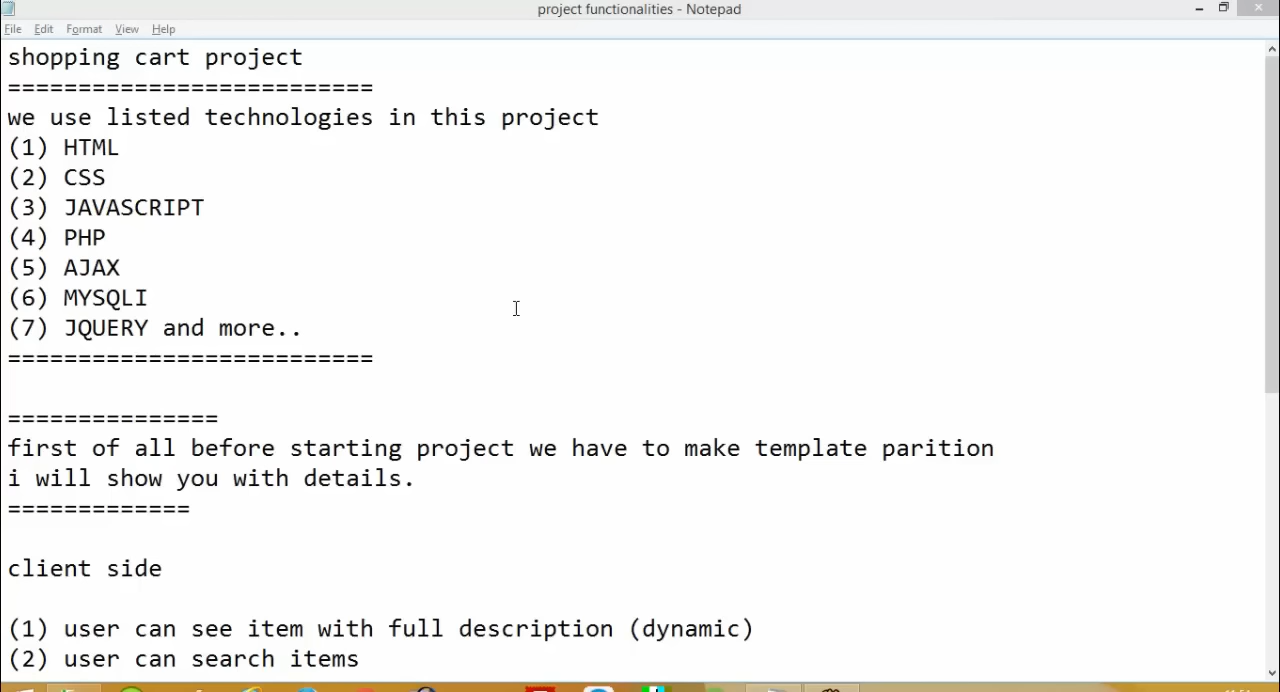 project functionalities - Notepad
File Edit Format View Help
shopping cart project
==========================
we use listed technologies in this project
(1) HTML
(2) CSS
(3) JAVASCRIPT
(4) PHP
(5) AJAX
(6) MYSQLI
(7) JQUERY and more..
==========================
===============
first of all before starting project we have to make template parition
i will show you with details.
=============
client side
(1) user can see item with full description (dynamic)
(2) user can search items